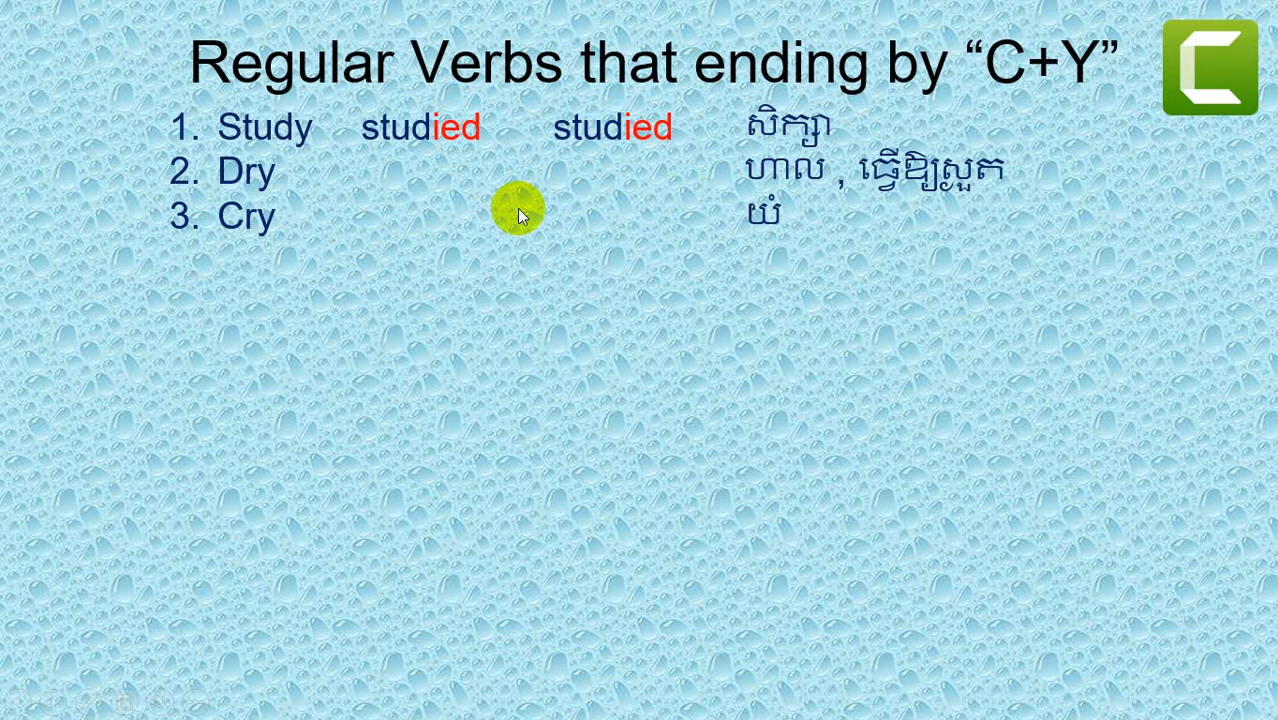 Regular Verbs that ending by “C+Y”
1. Study studied studied សិក្សា
2. Dry ហាល , ធ្វើឱ្យស្ងួត
3. Cry យំ